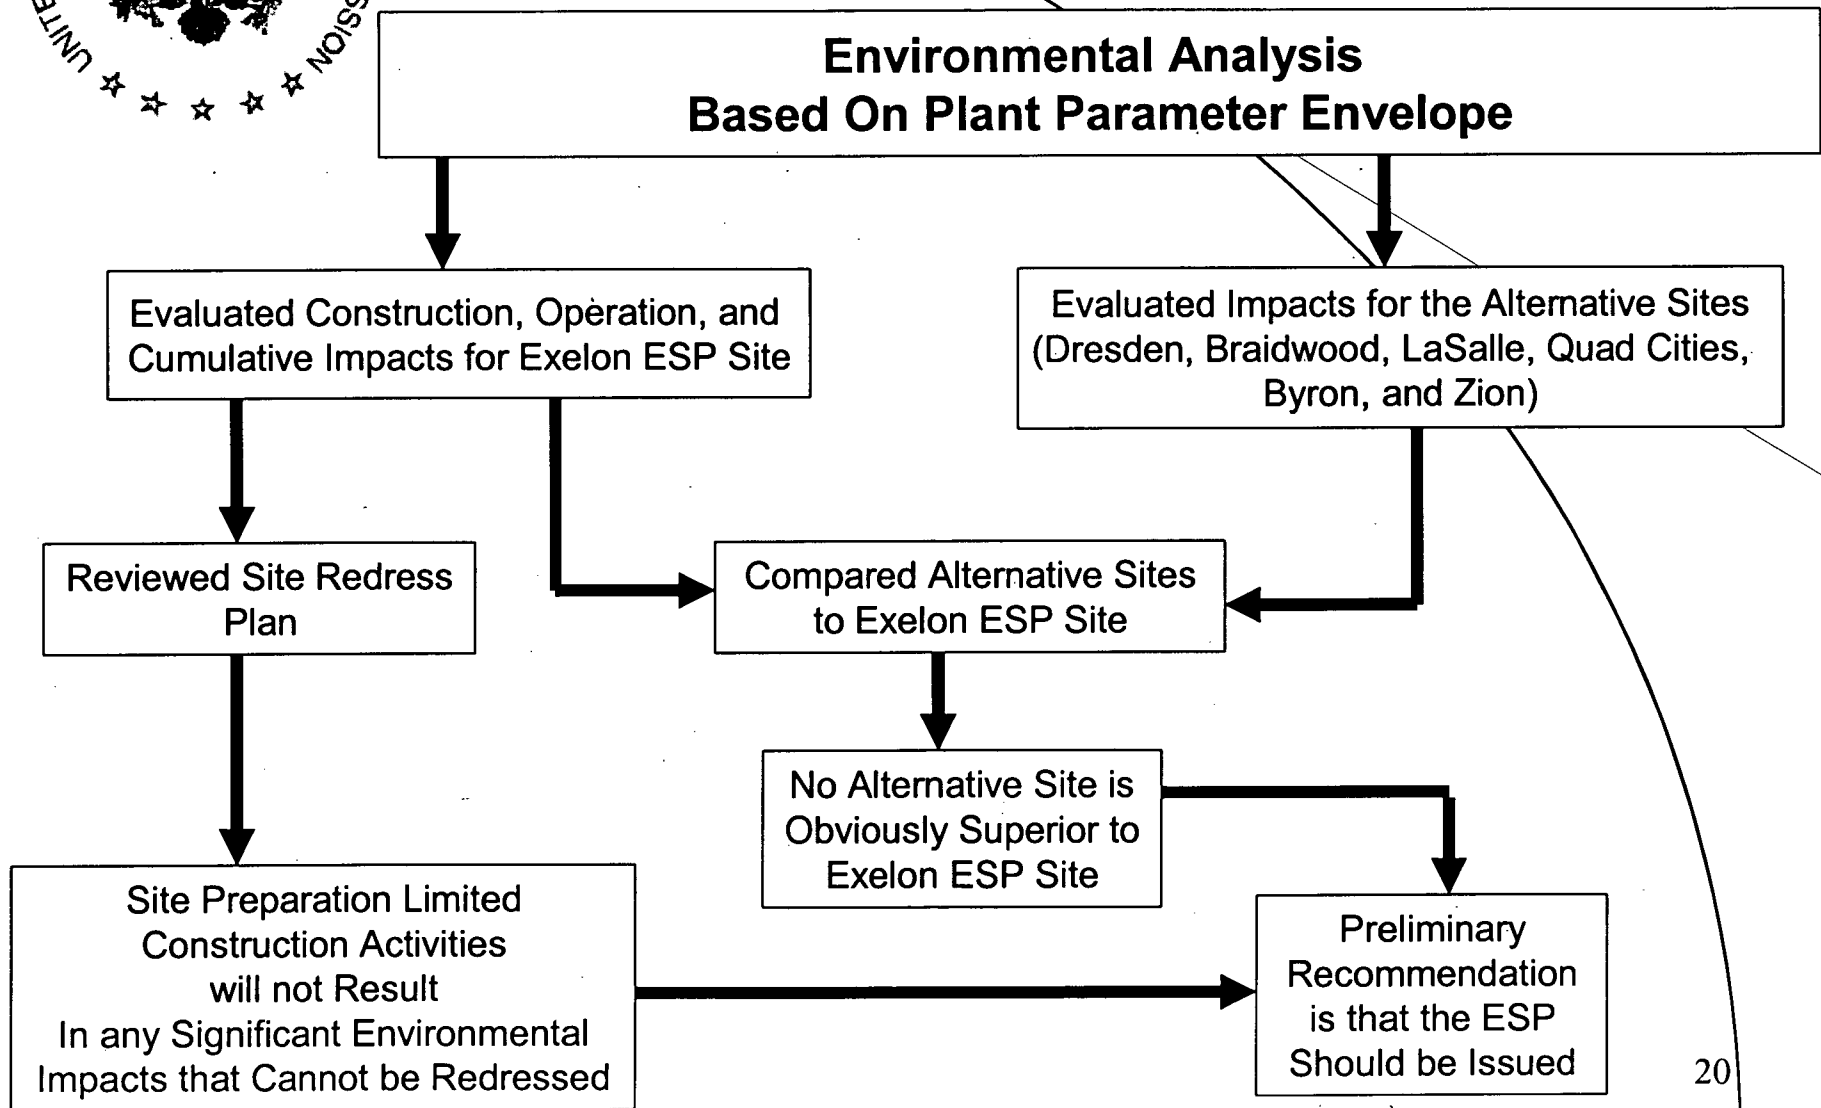 UNITE
SSION
Environmental Analysis
Based On Plant Parameter Envelope
Evaluated Construction, Operation, and
Cumulative Impacts for Exelon ESP Site
Evaluated Impacts for the Alternative Sites
(Dresden, Braidwood, LaSalle, Quad Cities,
Byron, and Zion)
Reviewed Site Redress
Plan
Compared Alternative Sites
to Exelon ESP Site
No Alternative Site is
Obviously Superior to
Exelon ESP Site
Site Preparation Limited
Construction Activities
will not Result
In any Significant Environmental
Impacts that Cannot be Redressed
Preliminary
Recommendation
is that the ESP
Should be Issued
20